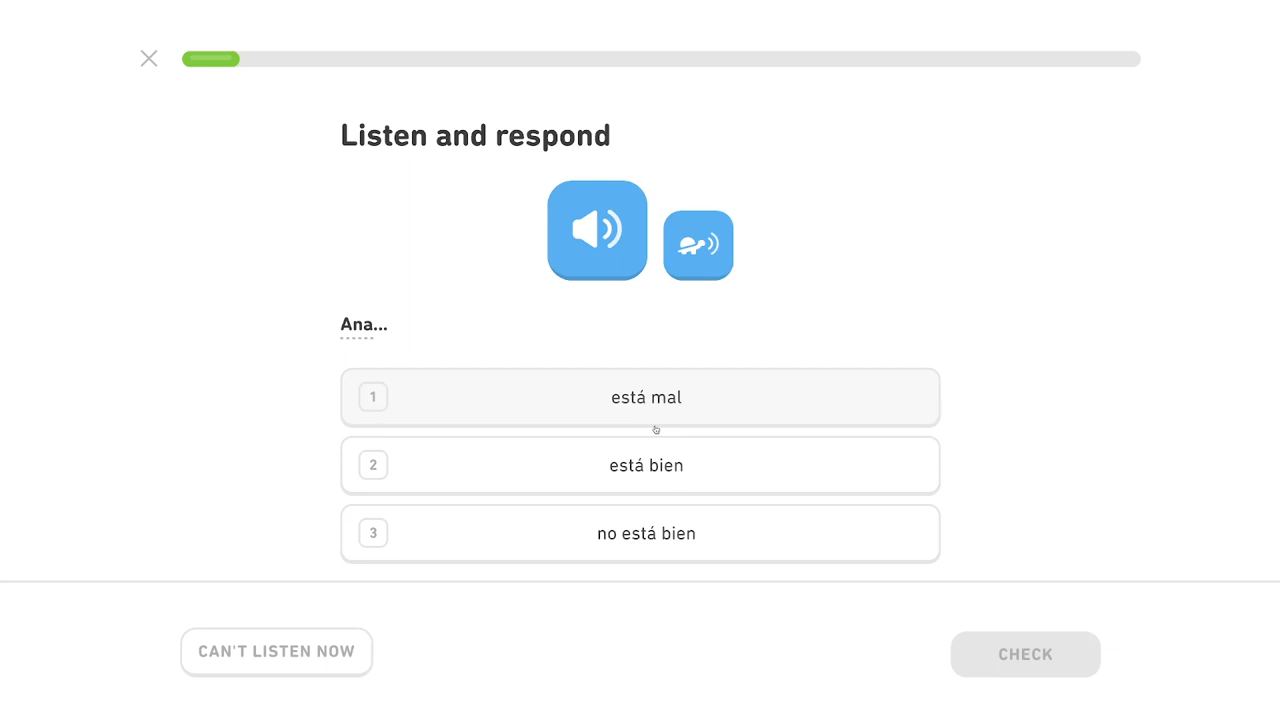 Listen and respond
Ana...
1 está mal
2 está bien
3 no está bien
CAN'T LISTEN NOW
CHECK